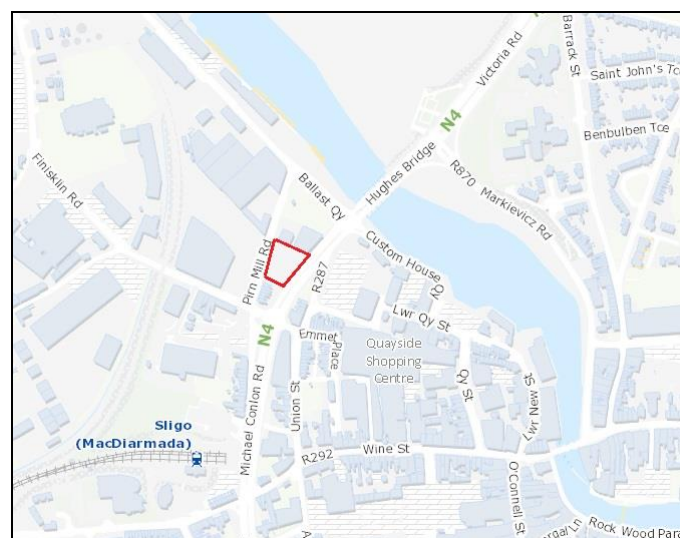 Barrack St
Saint John's Tc
Benbulben Tce
Victoria Rd
N4
Hughes Bridge
R870
Markievicz Rd
Finisklin Rd
Ballast Qy
Custom House Qy
Pirn Mill Rd
R287
Lwr Qy St
N4
Emmet Place
Quayside
Shopping
Centre
Qy St
Lwr New St
Michael Conlon Rd
Union St
Sligo
(MacDiarmada)
R292
Wine St
O'Connell St
Rock Wood Para